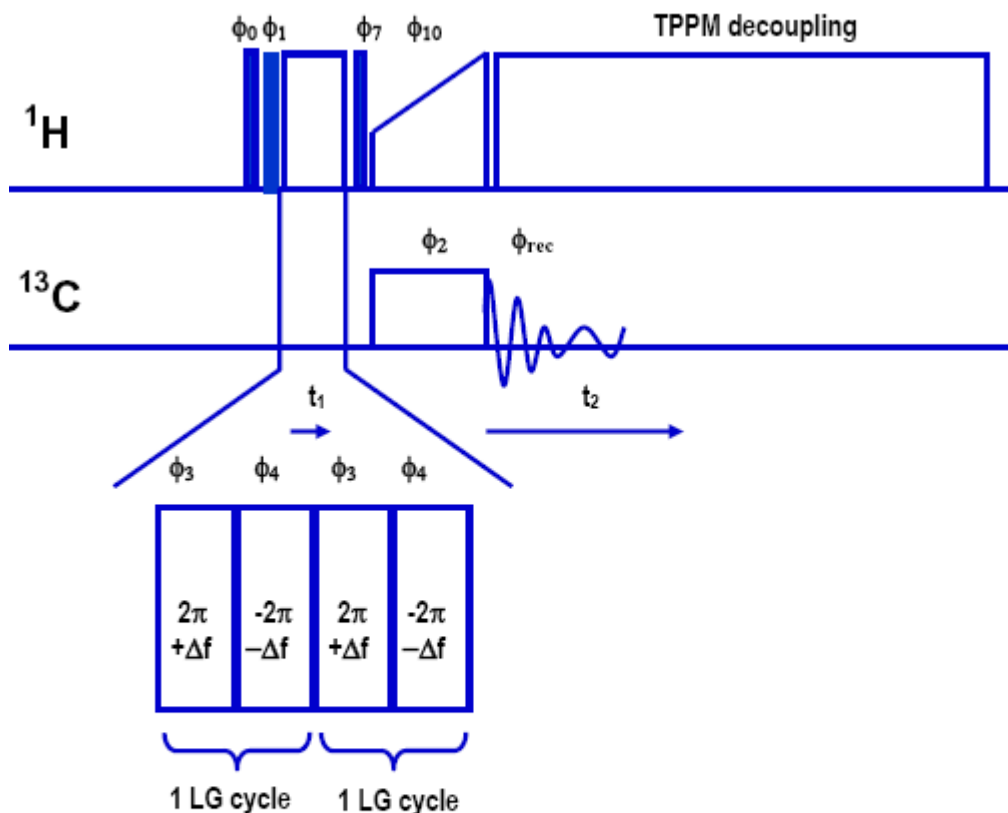 ϕ0 ϕ1 ϕ7 ϕ10 TPPM decoupling
1H
ϕ2 ϕrec
13C
t1 t2
ϕ3 ϕ4 ϕ3 ϕ4
2π -2π 2π -2π
+Δf –Δf +Δf –Δf
1 LG cycle 1 LG cycle